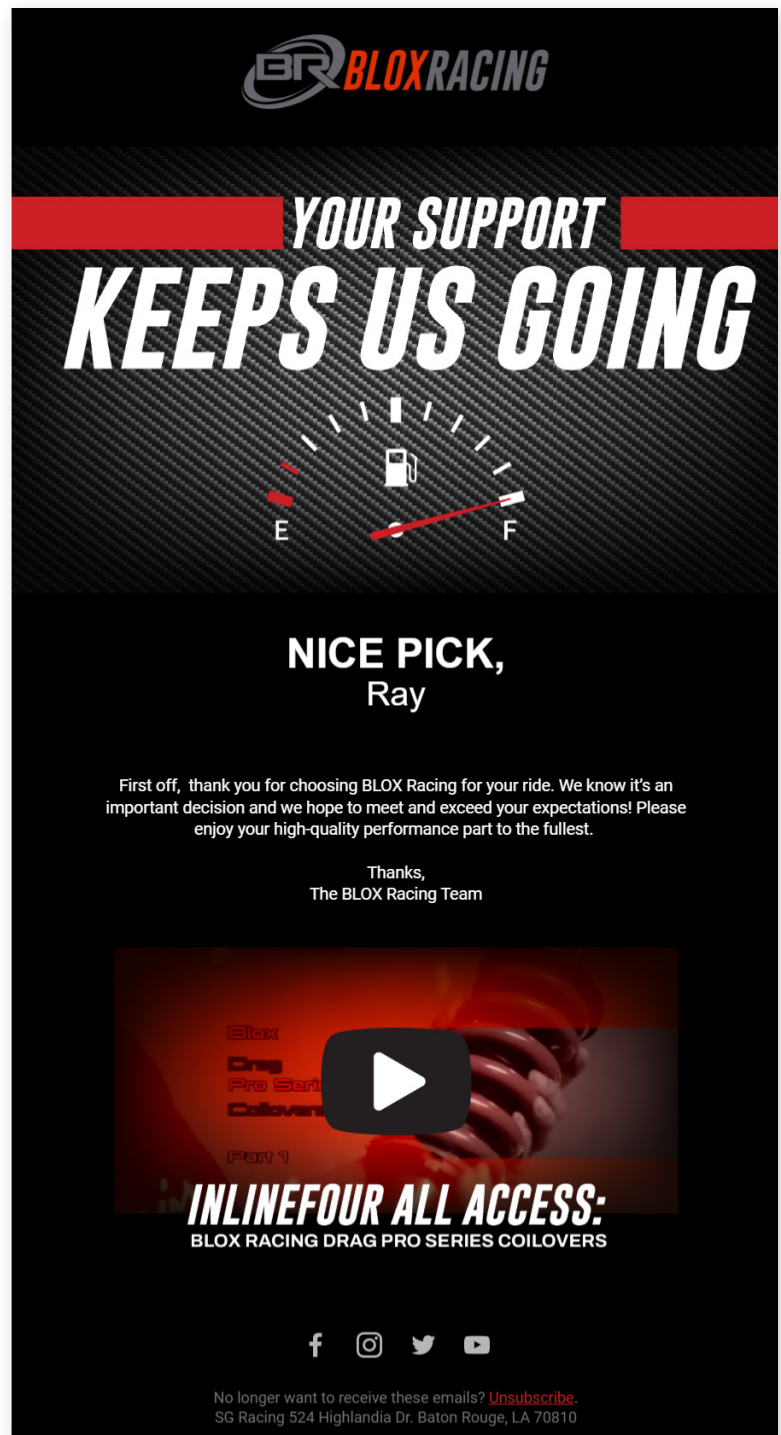 BR BLOXRACING
YOUR SUPPORT
KEEPS US GOING
E F
NICE PICK,
Ray
First off,  thank you for choosing BLOX Racing for your ride. We know it’s an
important decision and we hope to meet and exceed your expectations! Please
enjoy your high-quality performance part to the fullest.
Thanks,
The BLOX Racing Team
Blox
Drag
Pro Series
Coilovers
Part 1
INLINEFOUR ALL ACCESS:
BLOX RACING DRAG PRO SERIES COILOVERS
No longer want to receive these emails? Unsubscribe.
SG Racing 524 Highlandia Dr. Baton Rouge, LA 70810